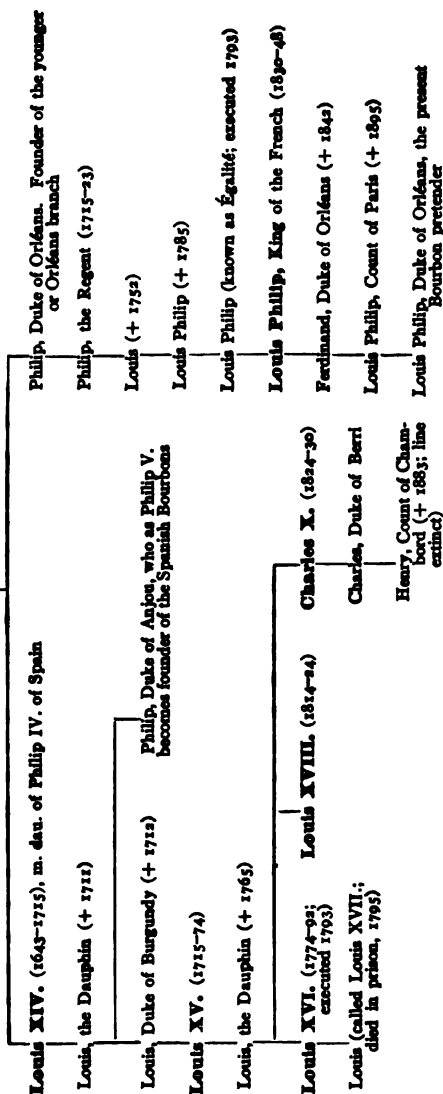 Louis XIV. (1643-1715), m. dau. of Philip IV. of Spain
Louis, the Dauphin (+ 1711)
Louis, Duke of Burgundy (+ 1712)
Philip, Duke of Anjou, who as Philip V.
becomes founder of the Spanish Bourbons
Louis XV. (1715-74)
Louis, the Dauphin (+ 1765)
Louis XVI. (1774-92;
executed 1793)
Louis XVIII. (1814-24)
Charles X. (1824-30)
Louis (called Louis XVII.;
died in prison, 1795)
Charles, Duke of Berri
Henry, Count of Cham-
bord (+ 1883; line
extinct)
Philip, Duke of Orléans. Founder of the younger
or Orléans branch
Philip, the Regent (1715-23)
Louis (+ 1752)
Louis Philip (+ 1785)
Louis Philip (known as Égalité; executed 1793)
Louis Philip, King of the French (1830-48)
Ferdinand, Duke of Orléans (+ 1842)
Louis Philip, Count of Paris (+ 1895)
Louis Philip, Duke of Orléans, the present
Bourbon pretender